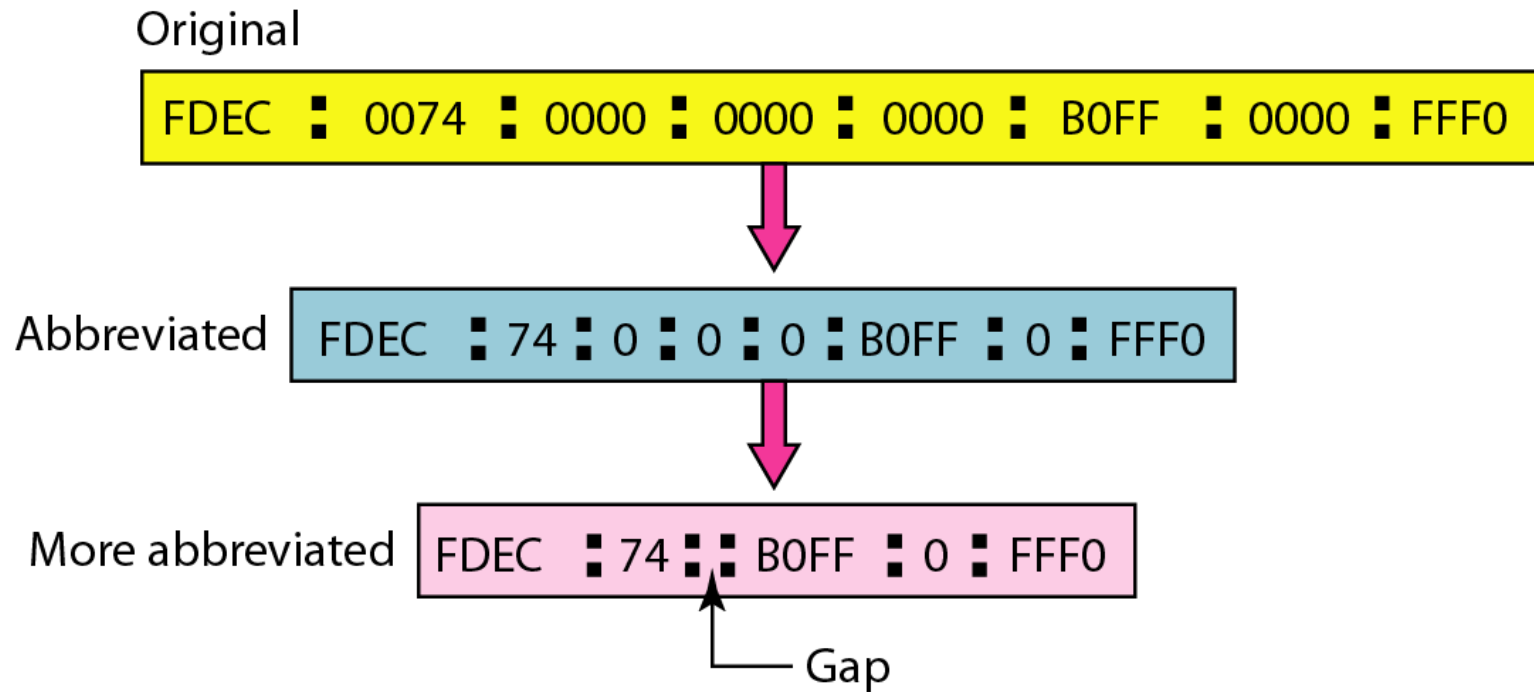 Original
FDEC : 0074 : 0000 : 0000 : 0000 : B0FF : 0000 : FFF0
Abbreviated
FDEC : 74 : 0 : 0 : 0 : B0FF : 0 : FFF0
More abbreviated
FDEC : 74 : : B0FF : 0 : FFF0
Gap